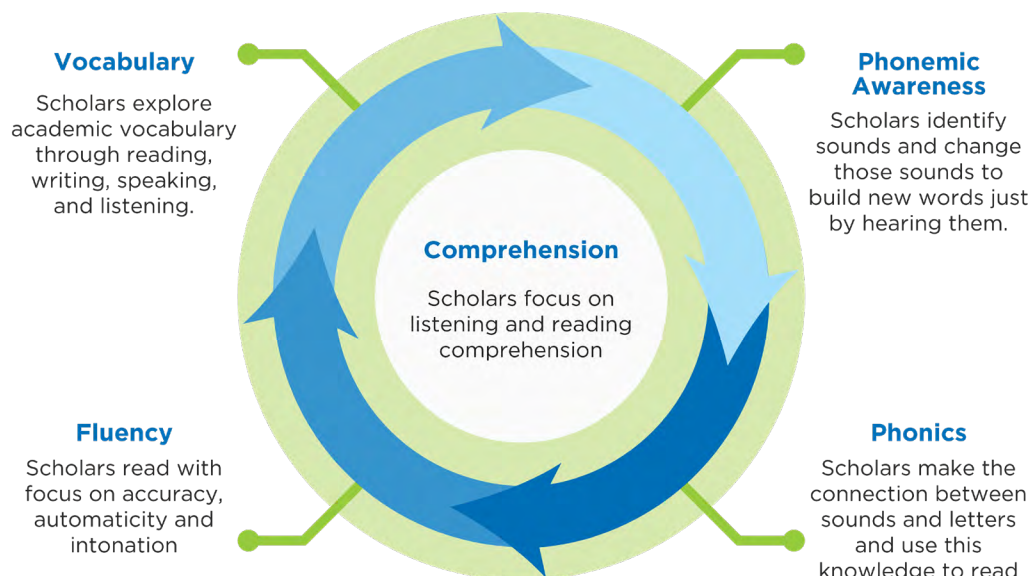 Vocabulary
Scholars explore
academic vocabulary
through reading,
writing, speaking,
and listening.
Phonemic
Awareness
Scholars identify
sounds and change
those sounds to
build new words just
by hearing them.
Comprehension
Scholars focus on
listening and reading
comprehension
Fluency
Scholars read with
focus on accuracy,
automaticity and
intonation
Phonics
Scholars make the
connection between
sounds and letters
and use this
knowledge to read